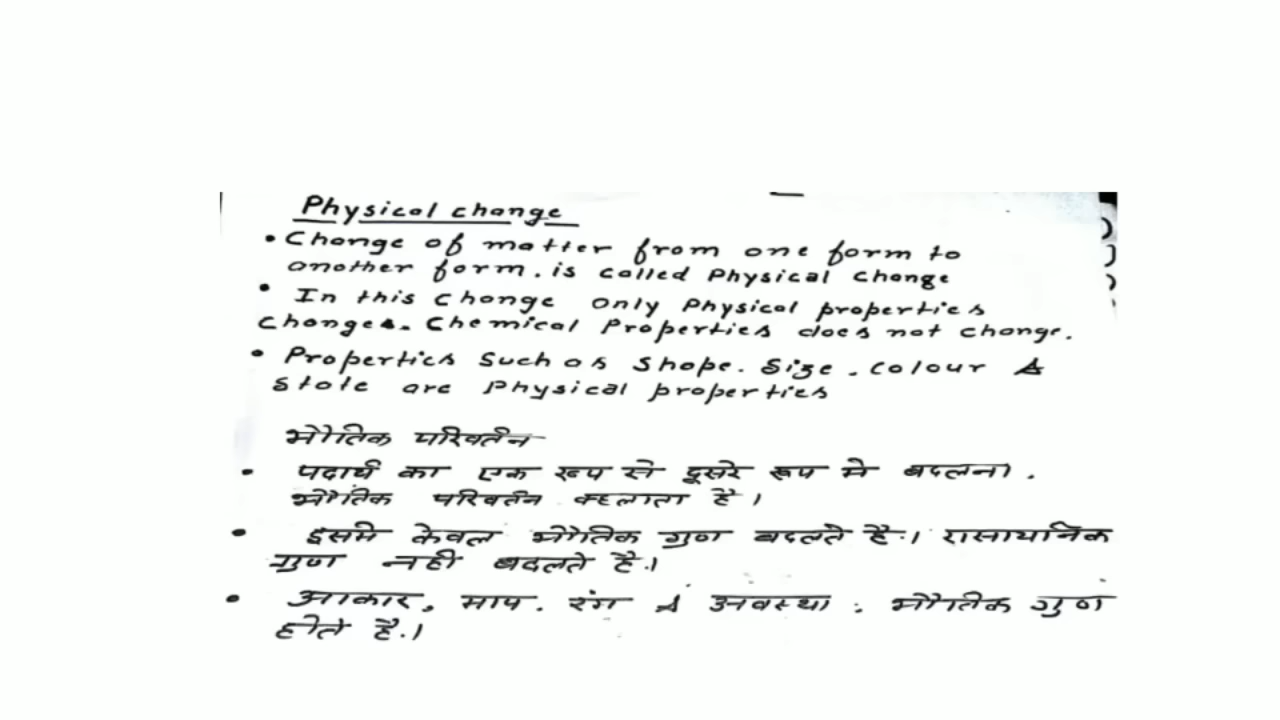 Physical change
• Change of matter from one form to
another form. is called Physical Change
• In this change only Physical properties
changes. Chemical Properties does not change.
• Properties Such as Shape. Size. Colour &
State are Physical properties
भौतिक परिवर्तन
• पदार्थ का एक रूप से दूसरे रूप मे बदलना.
भौतिक परिवर्तन कहलाता है।
• इसमे केवल भौतिक गुण बदलते है.। रासायनिक
गुण नही बदलते है.।
• आकार, माप. रंग & अवस्था. भौतिक गुण
होते है.।